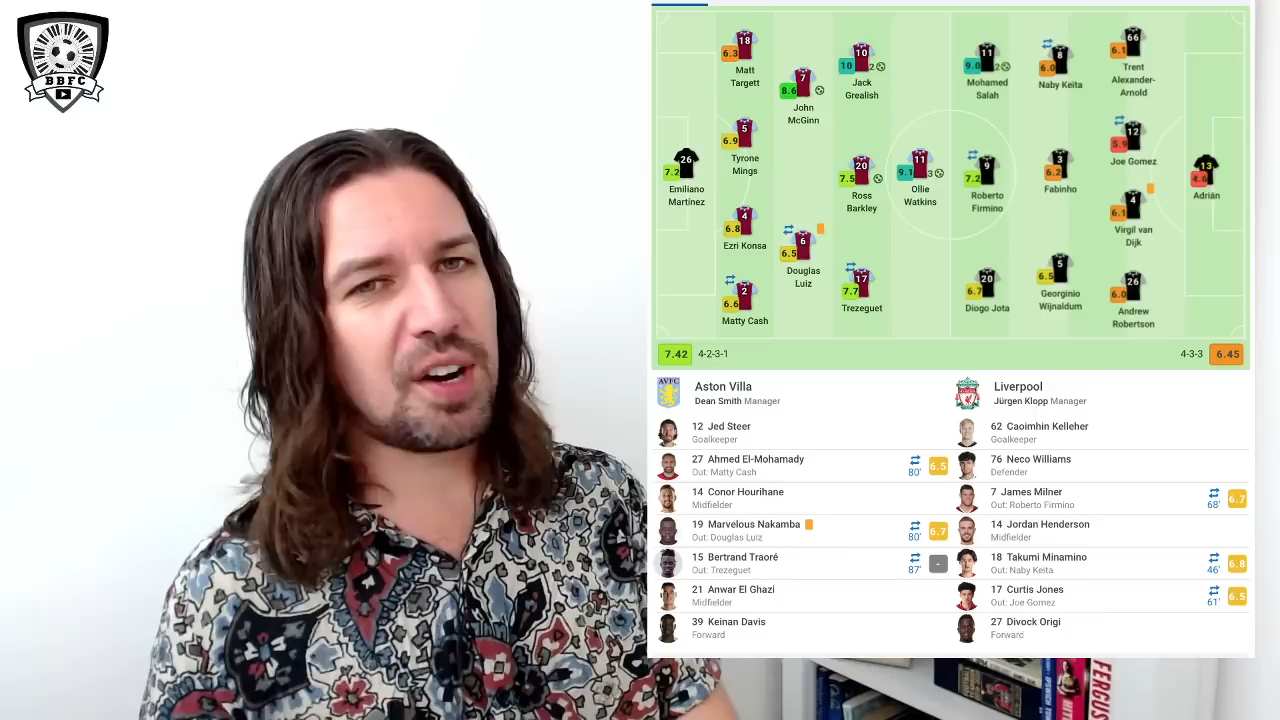 BBFC
18
6.3
Matt
Targett
7
8.6
John
McGinn
10
10
2
Jack
Grealish
11
9.0
2
Mohamed
Salah
8
6.0
Naby Keïta
66
6.1
Trent
Alexander-
Arnold
5
6.9
Tyrone
Mings
26
7.2
Emiliano
Martínez
20
7.5
Ross
Barkley
11
9.1
3
Ollie
Watkins
9
7.2
Roberto
Firmino
3
6.2
Fabinho
12
5.9
Joe Gomez
13
4.6
Adrián
4
6.8
Ezri Konsa
6
6.5
Douglas
Luiz
4
6.1
Virgil van
Dijk
2
6.6
Matty Cash
17
7.7
Trezeguet
20
6.7
Diogo Jota
5
6.5
Georginio
Wijnaldum
26
6.0
Andrew
Robertson
7.42 4-2-3-1
4-3-3 6.45
AVFC
Aston Villa
Dean Smith Manager
Liverpool
Jürgen Klopp Manager
12 Jed Steer
Goalkeeper
62 Caoimhin Kelleher
Goalkeeper
27 Ahmed El-Mohamady
Out: Matty Cash
80' 6.5
76 Neco Williams
Defender
14 Conor Hourihane
Midfielder
7 James Milner
Out: Roberto Firmino
68' 6.7
19 Marvelous Nakamba
Out: Douglas Luiz
80' 6.7
14 Jordan Henderson
Midfielder
15 Bertrand Traoré
Out: Trezeguet
87' -
18 Takumi Minamino
Out: Naby Keïta
46' 6.8
21 Anwar El Ghazi
Midfielder
17 Curtis Jones
Out: Joe Gomez
61' 6.5
39 Keinan Davis
Forward
27 Divock Origi
Forward
FERGUS